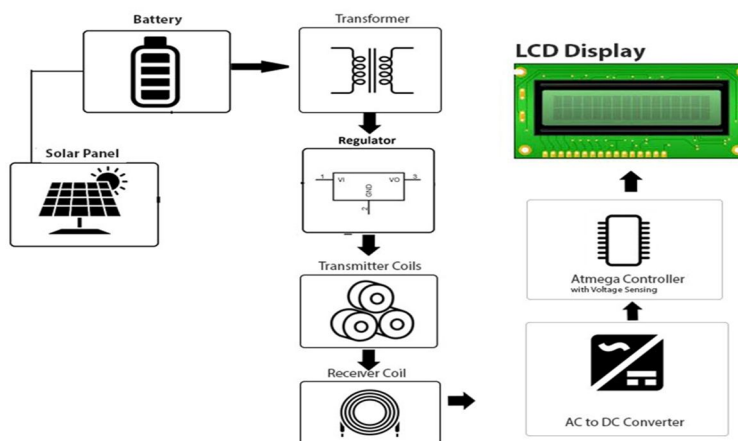 Battery
Transformer
LCD Display
Solar Panel
Regulator
1
VI
VO
3
GND
2
Transmitter Coils
Atmega Controller
with Voltage Sensing
Receiver Coil
AC to DC Converter